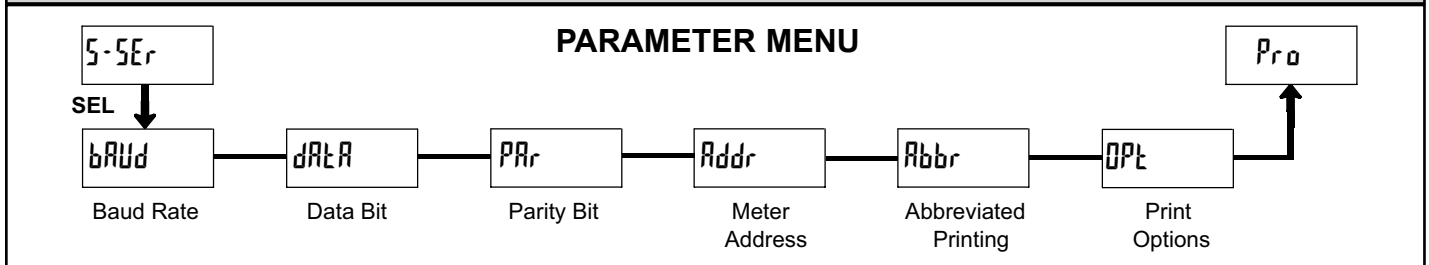 PARAMETER MENU
5-SEr
Pro
SEL
bAUd
dAtA
PAr
Addr
Abbr
OPt
Baud Rate
Data Bit
Parity Bit
Meter
Address
Abbreviated
Printing
Print
Options